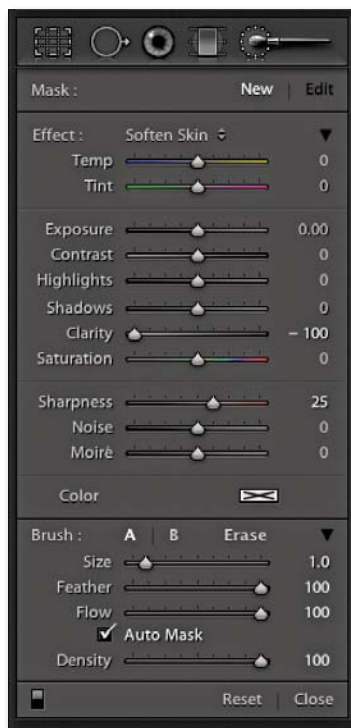 Mask : New | Edit
Effect : Soften Skin
Temp 0
Tint 0
Exposure 0.00
Contrast 0
Highlights 0
Shadows 0
Clarity – 100
Saturation 0
Sharpness 25
Noise 0
Moirè 0
Color
Brush : A | B Erase
Size 1.0
Feather 100
Flow 100
Auto Mask
Density 100
Reset | Close